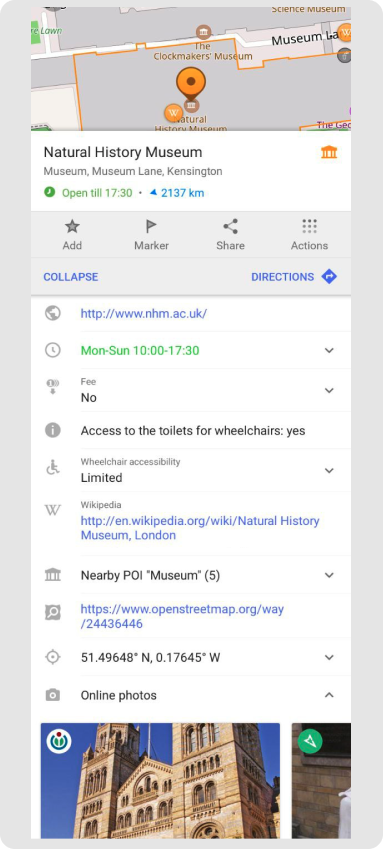 Science Museum
re Lawn
Museum La
The
Clockmakers' Museum
Natural
History Museum
The Geo
Natural History Museum
Museum, Museum Lane, Kensington
Open till 17:30 • 2137 km
Add Marker Share Actions
COLLAPSE DIRECTIONS
http://www.nhm.ac.uk/
Mon-Sun 10:00-17:30
Fee
No
Access to the toilets for wheelchairs: yes
Wheelchair accessibility
Limited
W
Wikipedia
http://en.wikipedia.org/wiki/Natural History
Museum, London
Nearby POI "Museum" (5)
https://www.openstreetmap.org/way
/24436446
51.49648° N, 0.17645° W
Online photos